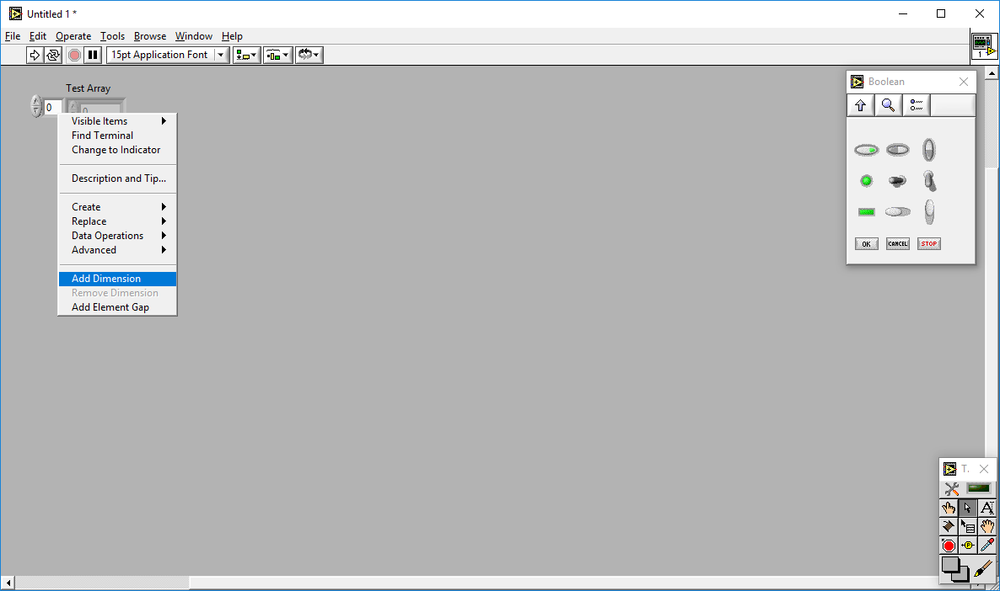 Untitled 1 *
File Edit Operate Tools Browse Window Help
15pt Application Font
1
Test Array
0
0
Visible Items
Find Terminal
Change to Indicator
Description and Tip...
Create
Replace
Data Operations
Advanced
Add Dimension
Remove Dimension
Add Element Gap
Boolean
OK CANCEL STOP
T.
A
P